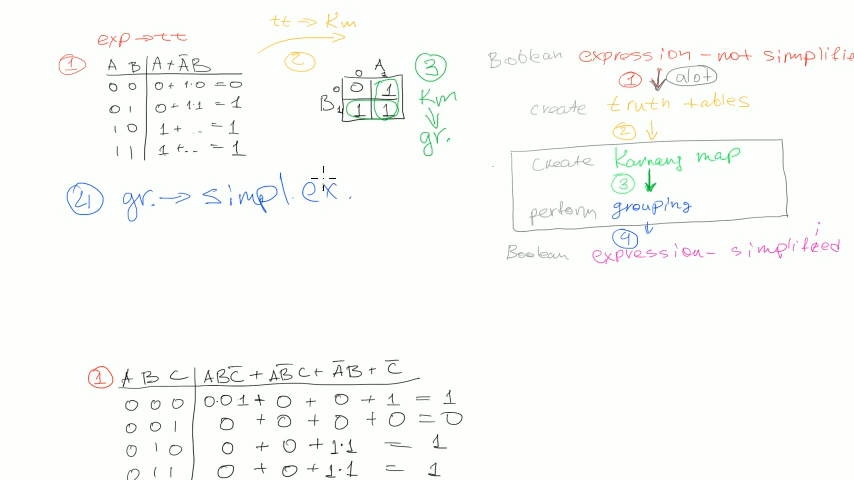 exp → tt
tt → Km
① A B | A + A̅B
0 0 | 0 + 1·0 = 0
0 1 | 0 + 1·1 = 1
1 0 | 1 + .. = 1
1 1 | 1 + .. = 1
②
A
0 1
B 0 | 0 | 1
1 | 1 | 1
③
Km
↓
gr.
④ gr. → simpl. ex.
Boolean expression - not simplifie
① alot
create truth tables
②
create Karnaug map
③
perform grouping
④
Boolean expression - simplified
i
① A B C | ABC̅ + AB̅C + A̅B + C̅
0 0 0 | 0·0 1 + 0 + 0 + 1 = 1
0 0 1 | 0 + 0 + 0 + 0 = 0
0 1 0 | 0 + 0 + 1·1 = 1
0 1 1 | 0 + 0 + 1·1 = 1